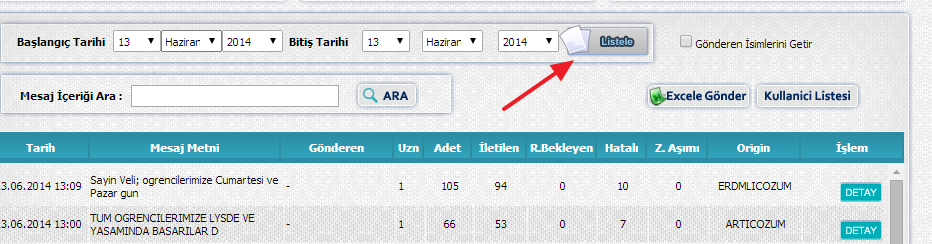 Başlangıç Tarihi 13 Haziran 2014 Bitiş Tarihi 13 Haziran 2014 Listele Gönderen İsimlerini Getir
Mesaj İçeriği Ara : ARA Excele Gönder Kullanici Listesi
Tarih Mesaj Metni Gönderen Uzn Adet İletilen R.Bekleyen Hatalı Z. Aşımı Origin İşlem
3.06.2014 13:09 Sayin Veli; ogrencilerimize Cumartesi ve - 1 105 94 0 10 0 ERDMLICOZUM DETAY
Pazar gun
3.06.2014 13:00 TUM OGRENCILERIMIZE LYSDE VE - 1 66 53 0 7 0 ARTICOZUM DETAY
YASAMINDA BASARILAR D